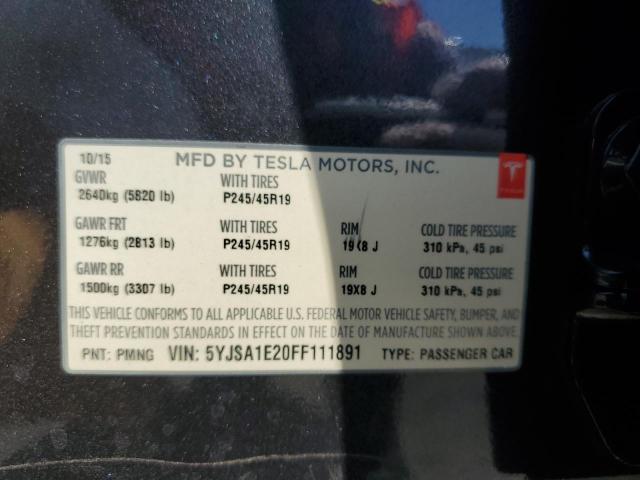 10/15 MFD BY TESLA MOTORS, INC.
GVWR WITH TIRES
2640kg (5820 lb) P245/45R19
TESLA
GAWR FRT WITH TIRES RIM COLD TIRE PRESSURE
1276kg (2813 lb) P245/45R19 19X8 J 310 kPa, 45 psi
GAWR RR WITH TIRES RIM COLD TIRE PRESSURE
1500kg (3307 lb) P245/45R19 19X8 J 310 kPa, 45 psi
THIS VEHICLE CONFORMS TO ALL APPLICABLE U.S. FEDERAL MOTOR VEHICLE SAFETY, BUMPER, AND
THEFT PREVENTION STANDARDS IN EFFECT ON THE DATE OF MANUFACTURE SHOWN ABOVE.
PNT: PMNG VIN: 5YJSA1E20FF111891 TYPE: PASSENGER CAR